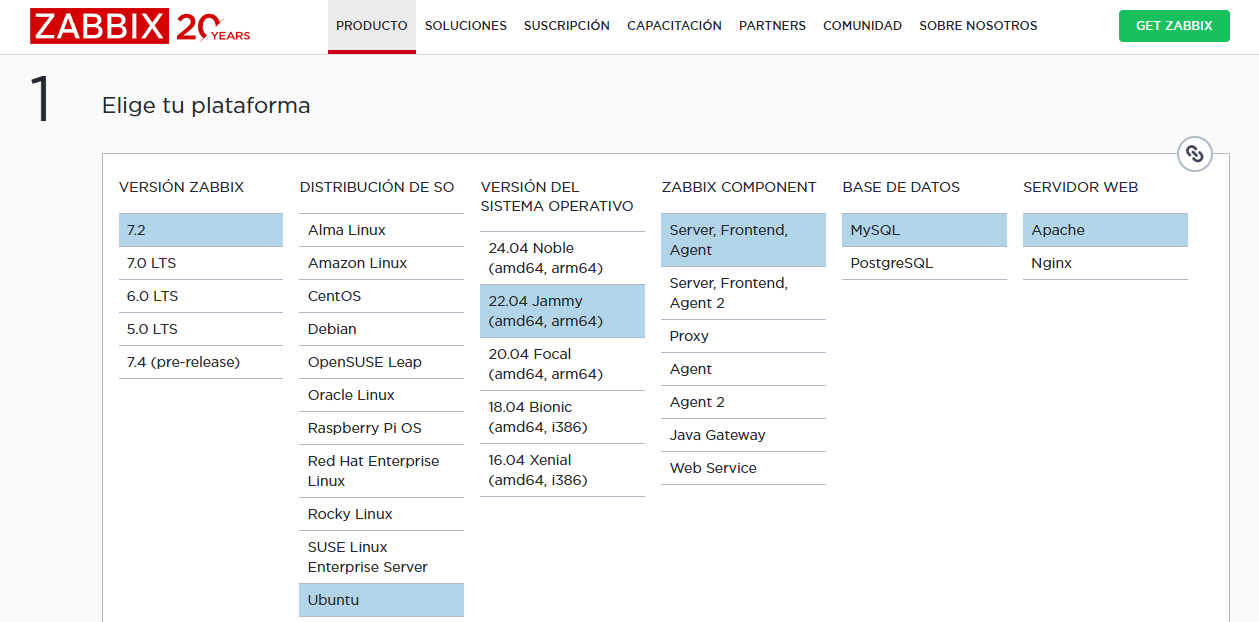 ZABBIX 20 YEARS
PRODUCTO SOLUCIONES SUSCRIPCIÓN CAPACITACIÓN PARTNERS COMUNIDAD SOBRE NOSOTROS
GET ZABBIX
1
Elige tu plataforma
VERSIÓN ZABBIX
7.2
7.0 LTS
6.0 LTS
5.0 LTS
7.4 (pre-release)
DISTRIBUCIÓN DE SO
Alma Linux
Amazon Linux
CentOS
Debian
OpenSUSE Leap
Oracle Linux
Raspberry Pi OS
Red Hat Enterprise
Linux
Rocky Linux
SUSE Linux
Enterprise Server
Ubuntu
VERSIÓN DEL
SISTEMA OPERATIVO
24.04 Noble
(amd64, arm64)
22.04 Jammy
(amd64, arm64)
20.04 Focal
(amd64, arm64)
18.04 Bionic
(amd64, i386)
16.04 Xenial
(amd64, i386)
ZABBIX COMPONENT
Server, Frontend,
Agent
Server, Frontend,
Agent 2
Proxy
Agent
Agent 2
Java Gateway
Web Service
BASE DE DATOS
MySQL
PostgreSQL
SERVIDOR WEB
Apache
Nginx